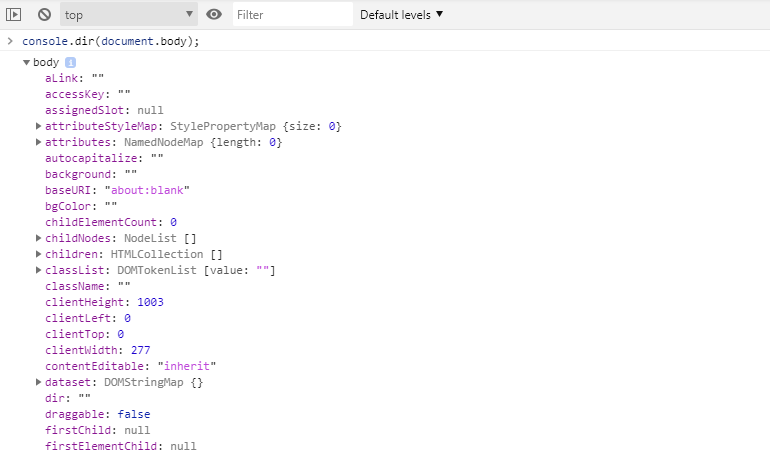 top Filter Default levels
console.dir(document.body);
body i
aLink: ""
accessKey: ""
assignedSlot: null
attributeStyleMap: StylePropertyMap {size: 0}
attributes: NamedNodeMap {length: 0}
autocapitalize: ""
background: ""
baseURI: "about:blank"
bgColor: ""
childElementCount: 0
childNodes: NodeList []
children: HTMLCollection []
classList: DOMTokenList [value: ""]
className: ""
clientHeight: 1003
clientLeft: 0
clientTop: 0
clientWidth: 277
contentEditable: "inherit"
dataset: DOMStringMap {}
dir: ""
draggable: false
firstChild: null
firstElementChild: null